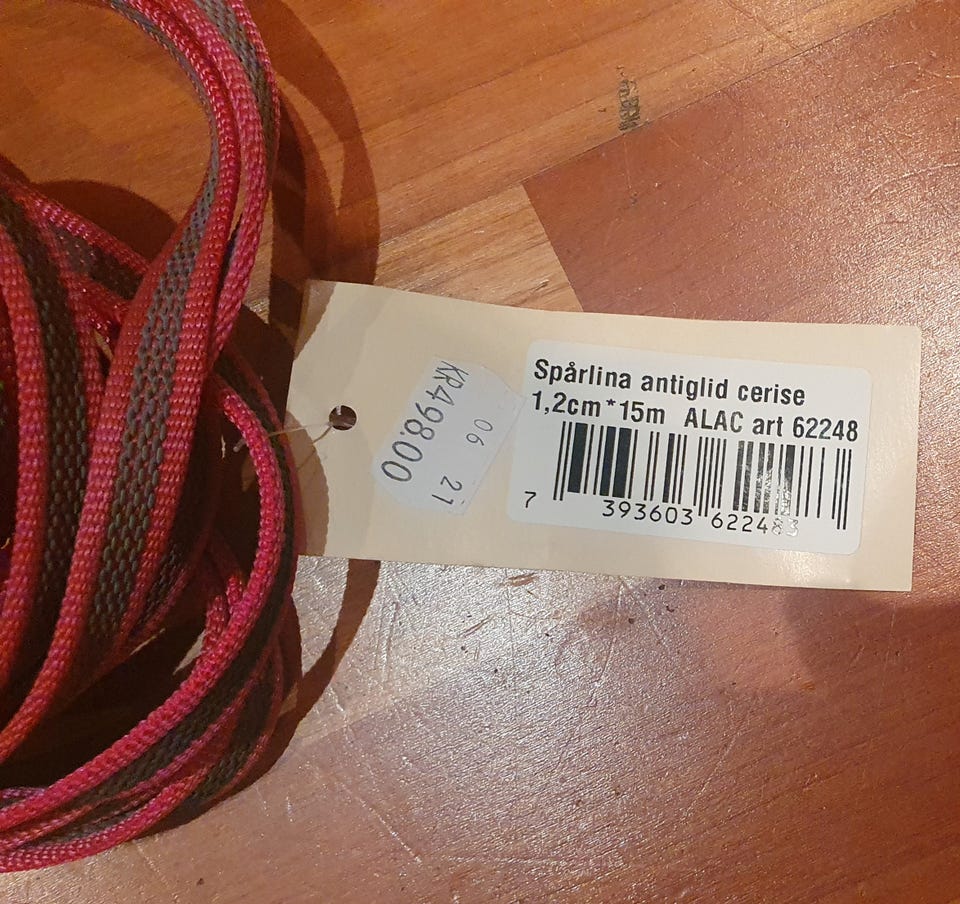 Spårlina antiglid cerise
1,2cm*15m ALAC art 62248
7 393603 622483
06 21
KR498.00